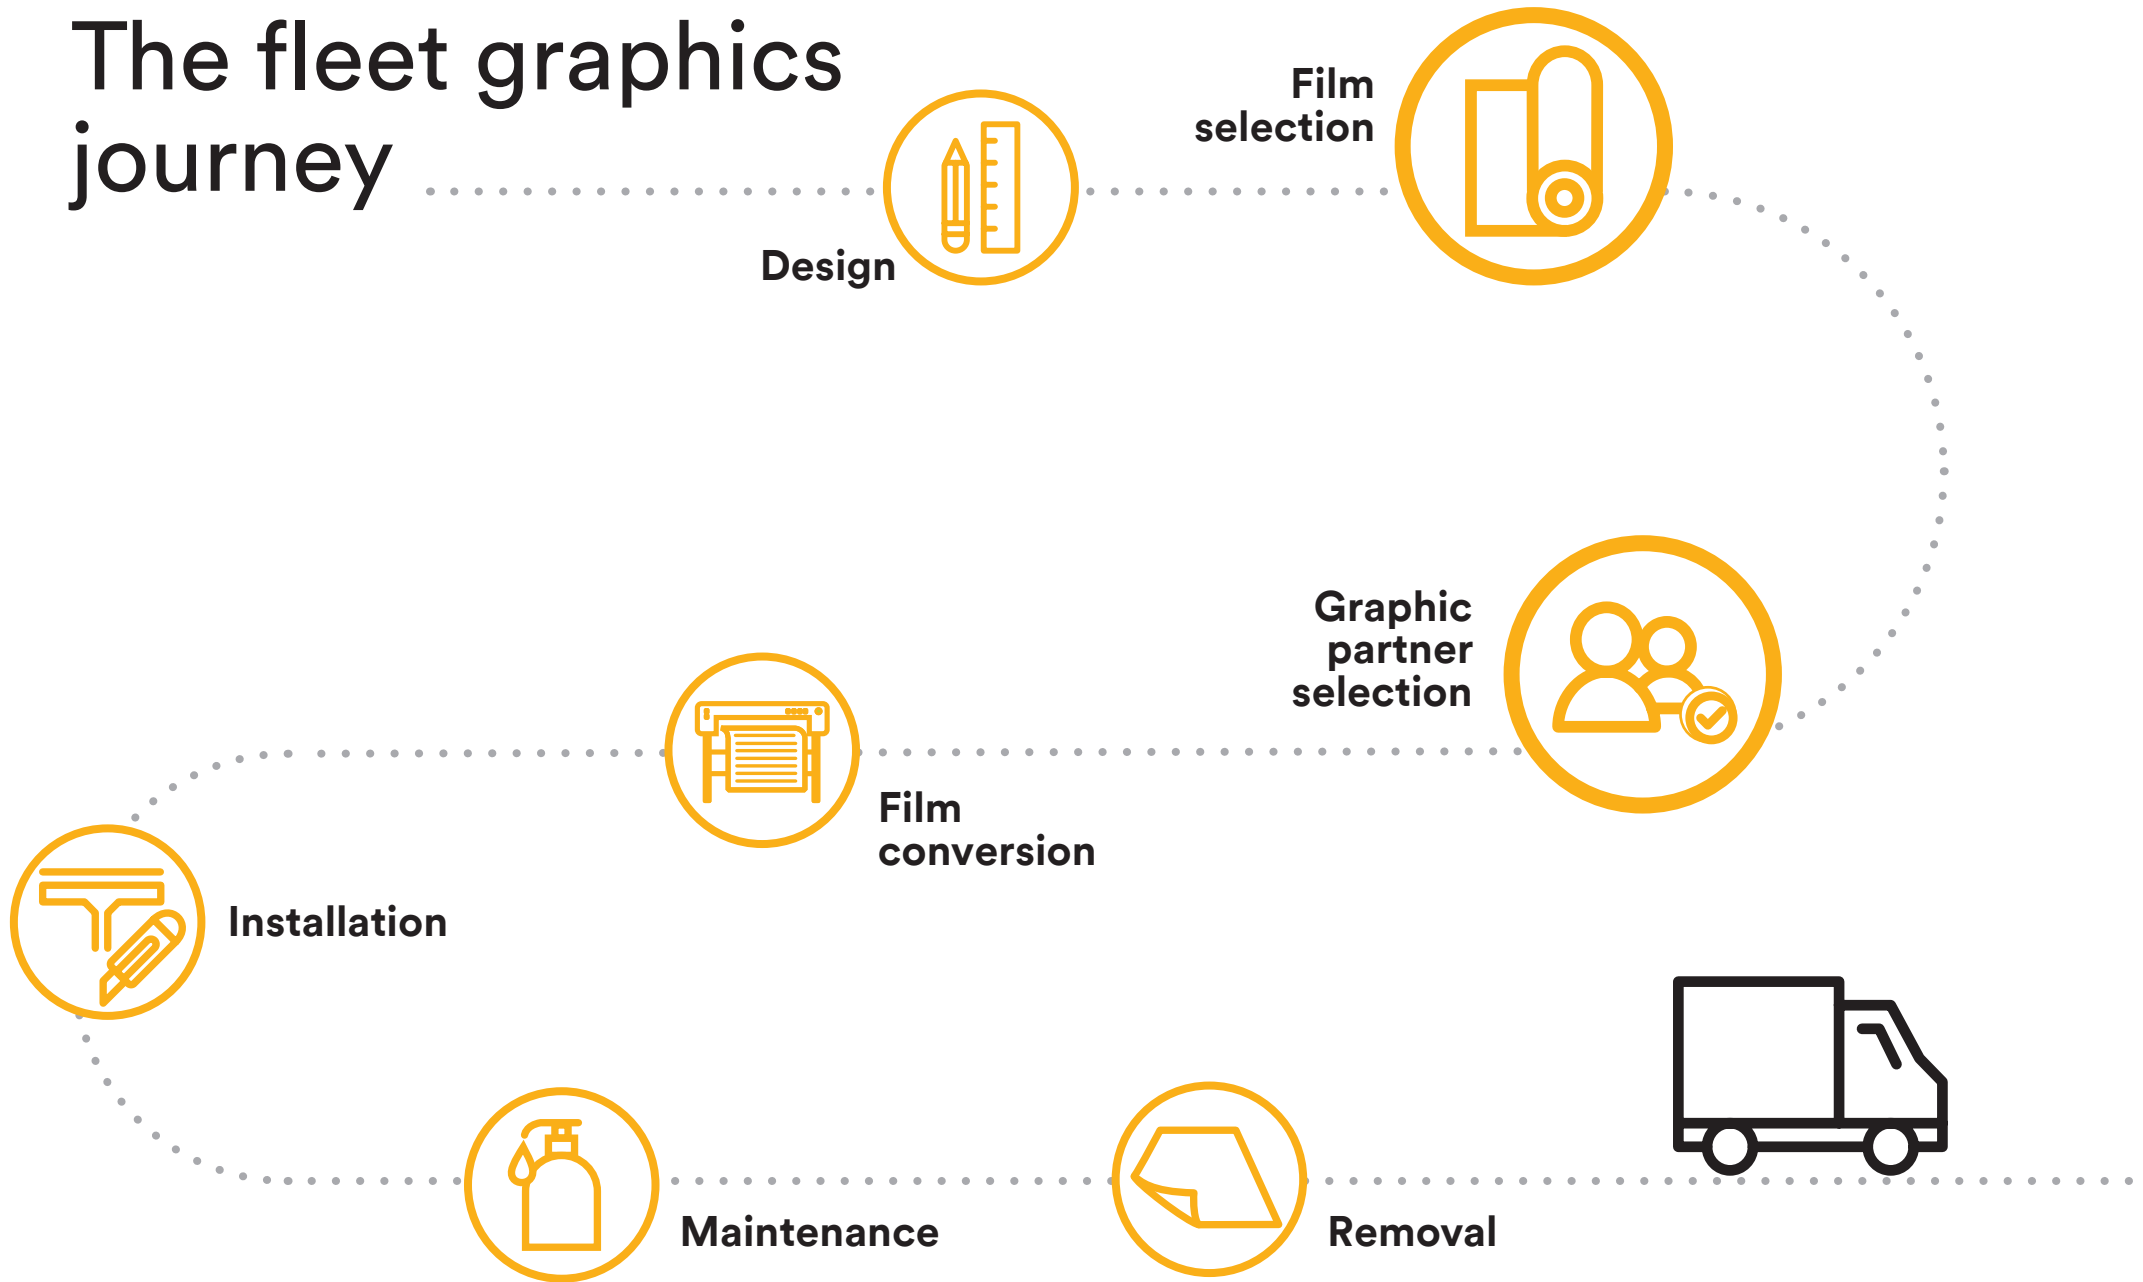 The fleet graphics
journey
Film
selection
Design
Graphic
partner
selection
Film
conversion
Installation
Maintenance
Removal